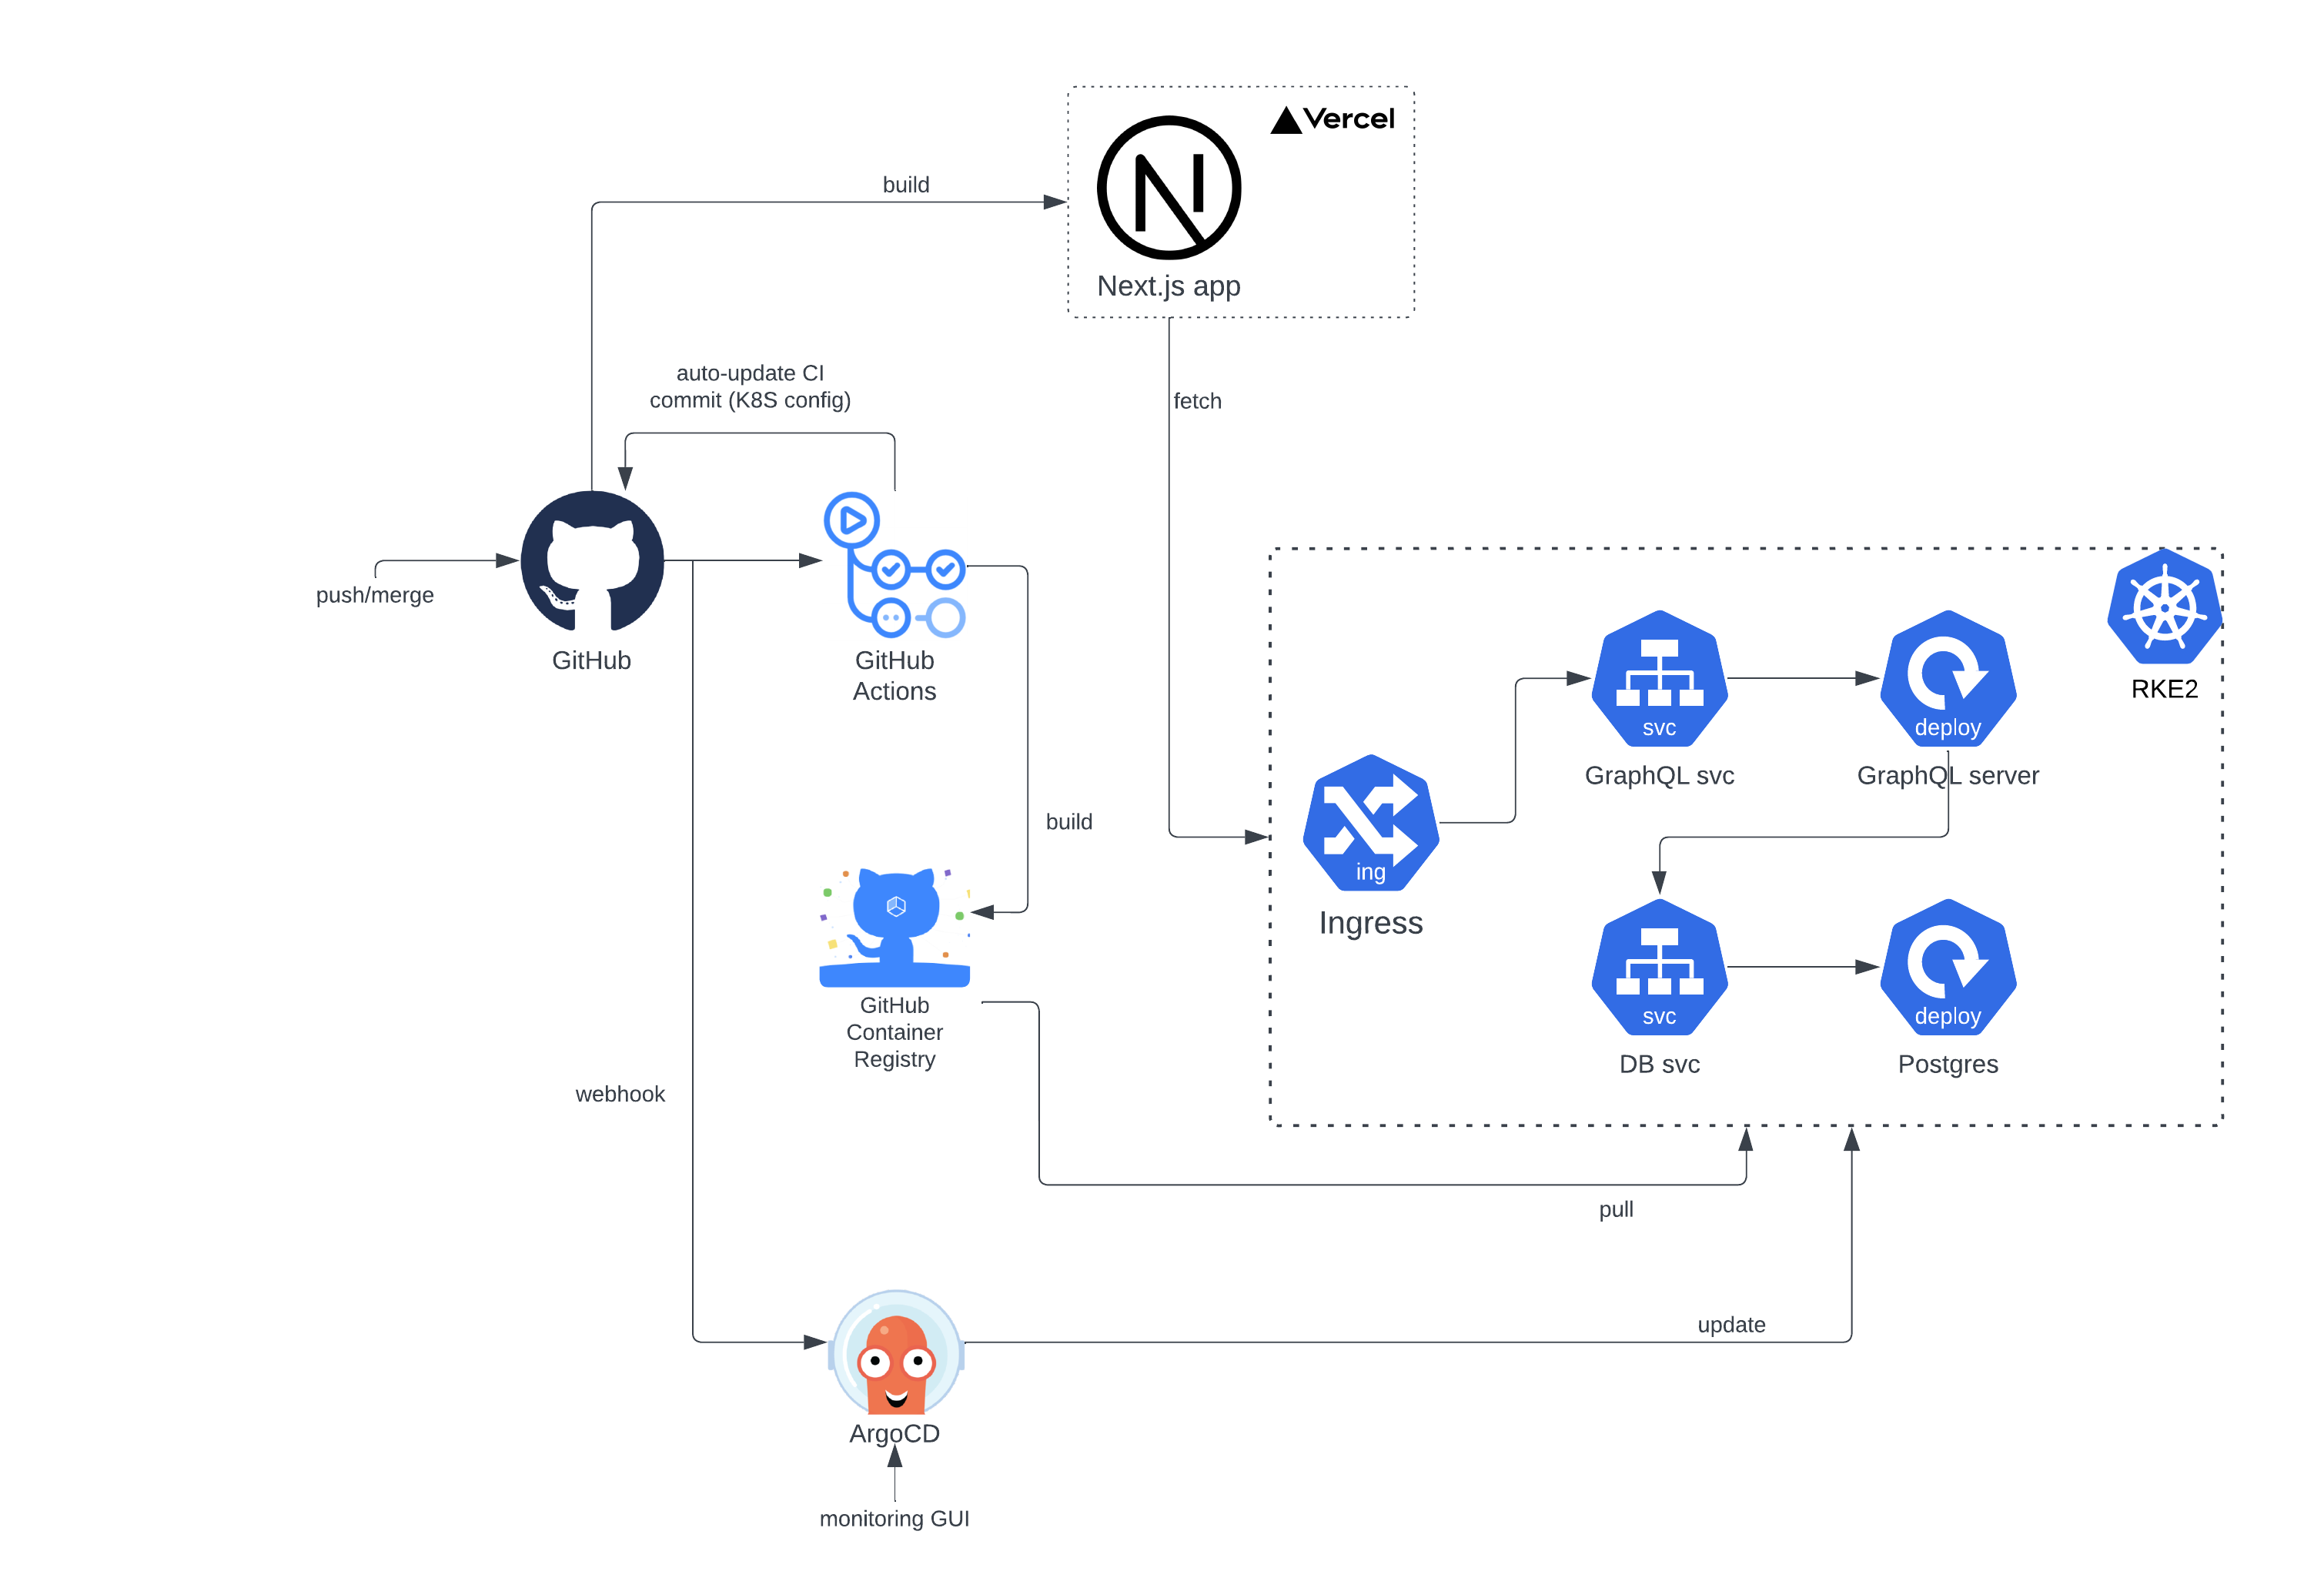 Vercel
build
Next.js app
auto-update CI
commit (K8S config)
fetch
push/merge
GitHub
GitHub
Actions
RKE2
svc
deploy
GraphQL svc
GraphQL server
build
ing
Ingress
GitHub
Container
Registry
svc
deploy
DB svc
Postgres
webhook
pull
update
ArgoCD
monitoring GUI